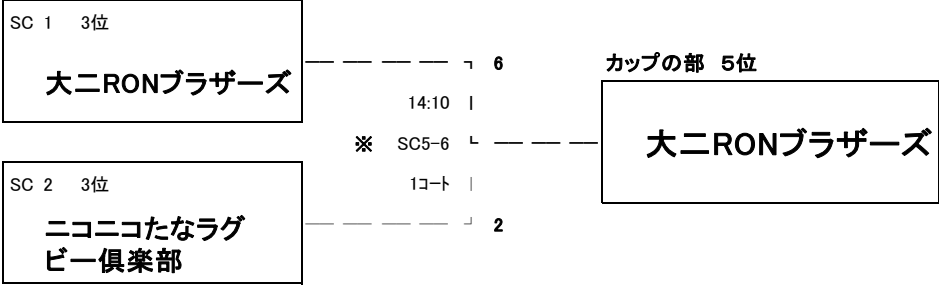 SC 1 3位
大二RONブラザーズ
6
カップの部 5位
14:10
※ SC5-6
大二RONブラザーズ
1コート
SC 2 3位
ニコニコたなラグ
ビー倶楽部
2